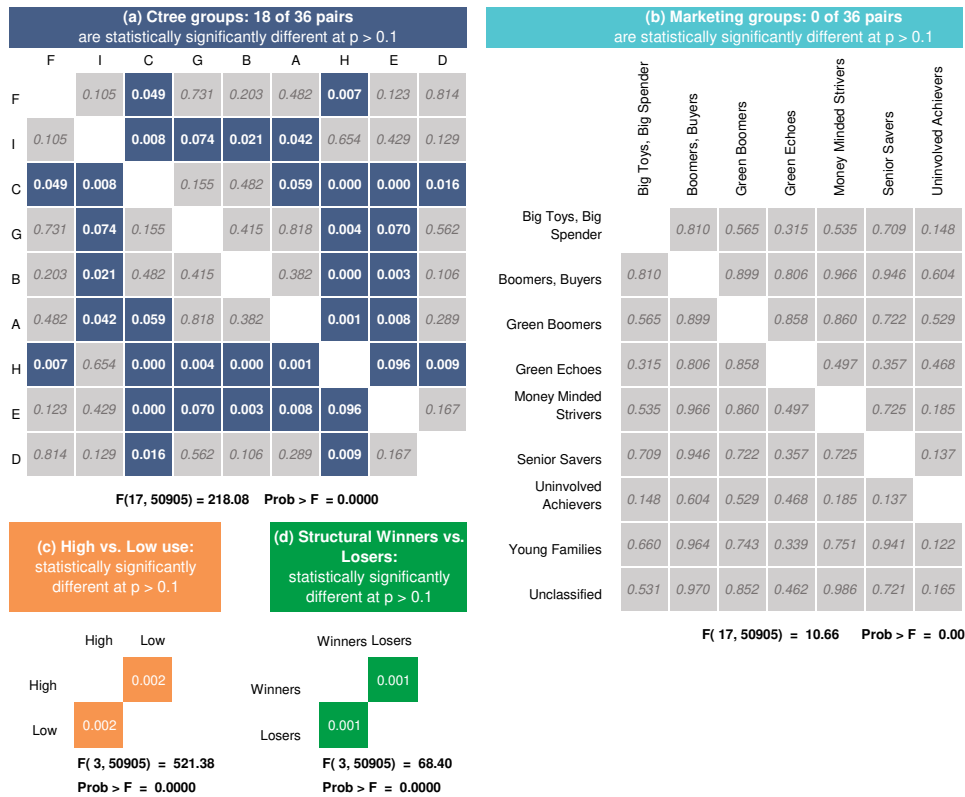 (a) Ctree groups: 18 of 36 pairs
are statistically significantly different at p > 0.1
F I C G B A H E D
F 0.105 0.049 0.731 0.203 0.482 0.007 0.123 0.814
I 0.105 0.008 0.074 0.021 0.042 0.654 0.429 0.129
C 0.049 0.008 0.155 0.482 0.059 0.000 0.000 0.016
G 0.731 0.074 0.155 0.415 0.818 0.004 0.070 0.562
B 0.203 0.021 0.482 0.415 0.382 0.000 0.003 0.106
A 0.482 0.042 0.059 0.818 0.382 0.001 0.008 0.289
H 0.007 0.654 0.000 0.004 0.000 0.001 0.096 0.009
E 0.123 0.429 0.000 0.070 0.003 0.008 0.096 0.167
D 0.814 0.129 0.016 0.562 0.106 0.289 0.009 0.167
F(17, 50905) = 218.08 Prob > F = 0.0000
(b) Marketing groups: 0 of 36 pairs
are statistically significantly different at p > 0.1
Big Toys, Big Spender
Boomers, Buyers
Green Boomers
Green Echoes
Money Minded Strivers
Senior Savers
Uninvolved Achievers
Big Toys, Big
Spender 0.810 0.565 0.315 0.535 0.709 0.148
Boomers, Buyers 0.810 0.899 0.806 0.966 0.946 0.604
Green Boomers 0.565 0.899 0.858 0.860 0.722 0.529
Green Echoes 0.315 0.806 0.858 0.497 0.357 0.468
Money Minded
Strivers 0.535 0.966 0.860 0.497 0.725 0.185
Senior Savers 0.709 0.946 0.722 0.357 0.725 0.137
Uninvolved
Achievers 0.148 0.604 0.529 0.468 0.185 0.137
Young Families 0.660 0.964 0.743 0.339 0.751 0.941 0.122
Unclassified 0.531 0.970 0.852 0.462 0.986 0.721 0.165
F( 17, 50905) = 10.66 Prob > F = 0.00
(c) High vs. Low use:
statistically significantly
different at p > 0.1
High Low
High 0.002
Low 0.002
F( 3, 50905) = 521.38
Prob > F = 0.0000
(d) Structural Winners vs.
Losers:
statistically significantly
different at p > 0.1
Winners Losers
Winners 0.001
Losers 0.001
F( 3, 50905) = 68.40
Prob > F = 0.0000